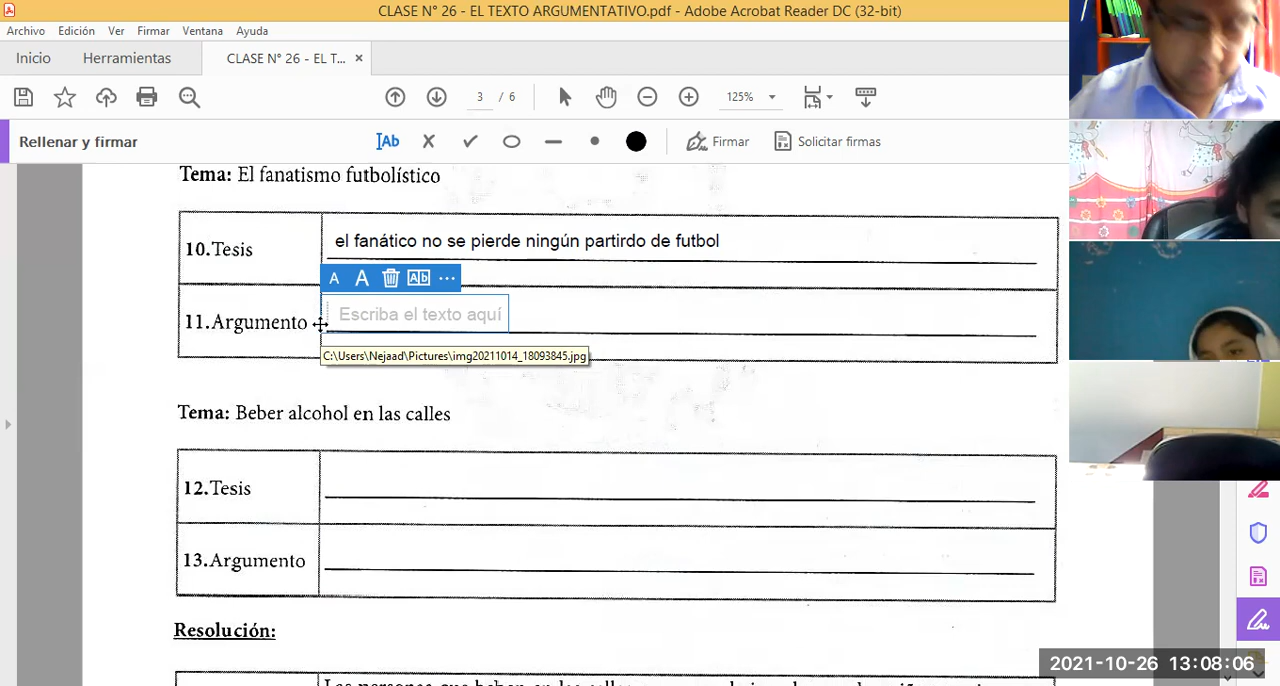 CLASE N° 26 - EL TEXTO ARGUMENTATIVO.pdf - Adobe Acrobat Reader DC (32-bit)
Archivo Edición Ver Firmar Ventana Ayuda
Inicio Herramientas CLASE N° 26 - EL T... ×
3 / 6 125%
Rellenar y firmar Ab Firmar Solicitar firmas
Tema: El fanatismo futbolístico
10.Tesis el fanático no se pierde ningún partirdo de futbol
A A Ab ...
11.Argumento Escriba el texto aquí
C:\Users\Nejaad\Pictures\img20211014_18093845.jpg
Tema: Beber alcohol en las calles
12.Tesis
13.Argumento
Resolución:
2021-10-26 13:08:06